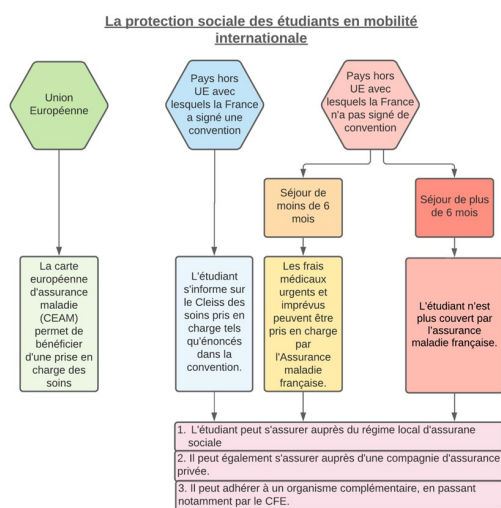 La protection sociale des étudiants en mobilité
internationale
Union
Européenne
Pays hors
UE avec
lesquels la France
a signé une
convention
Pays hors
UE avec
lesquels la France
n'a pas signé de
convention
Séjour de
moins de 6
mois
Séjour de plus
de 6 mois
La carte
européenne
d'assurance
maladie
(CEAM)
permet de
bénéficier
d'une prise en
charge des
soins
L'étudiant
s'informe sur
le Cleiss des
soins pris en
charge tels
qu'énoncés
dans la
convention.
Les frais
médicaux
urgents et
imprévus
peuvent être
pris en charge
par
l'Assurance
maladie
française.
L'étudiant n'est
plus couvert par
l'assurance
maladie française.
1. L'étudiant peut s'assurer auprès du régime local d'assurane
sociale
2. Il peut également s'assurer auprès d'une compagnie d'assurance
privée.
3. Il peut adhérer à un organisme complémentaire, en passant
notamment par le CFE.